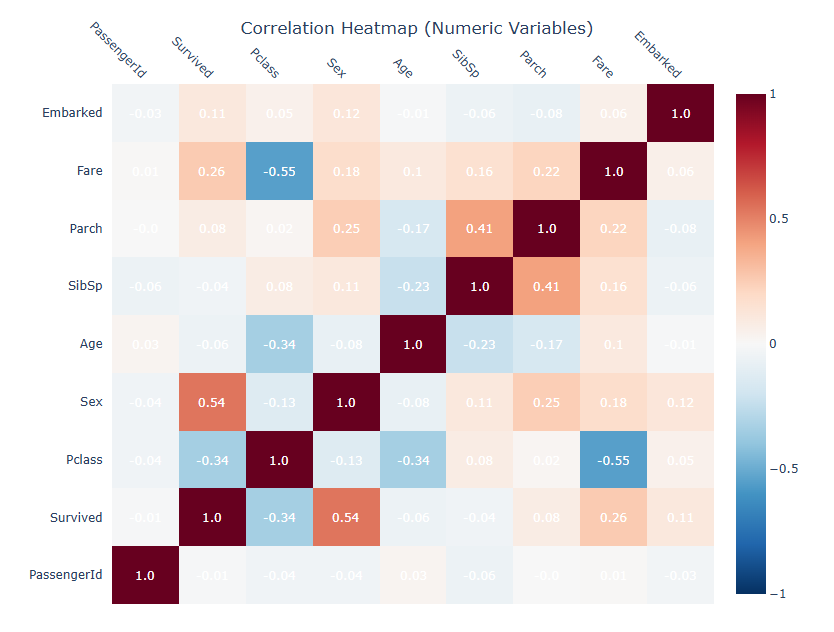 Correlation Heatmap (Numeric Variables)
PassengerId Survived Pclass Sex Age SibSp Parch Fare Embarked
Embarked -0.03 0.11 0.05 0.12 -0.01 -0.06 -0.08 0.06 1.0
Fare 0.01 0.26 -0.55 0.18 0.1 0.16 0.22 1.0 0.06
Parch -0.0 0.08 0.02 0.25 -0.17 0.41 1.0 0.22 -0.08
SibSp -0.06 -0.04 0.08 0.11 -0.23 1.0 0.41 0.16 -0.06
Age 0.03 -0.06 -0.34 -0.08 1.0 -0.23 -0.17 0.1 -0.01
Sex -0.04 0.54 -0.13 1.0 -0.08 0.11 0.25 0.18 0.12
Pclass -0.04 -0.34 1.0 -0.13 -0.34 0.08 0.02 -0.55 0.05
Survived -0.01 1.0 -0.34 0.54 -0.06 -0.04 0.08 0.26 0.11
PassengerId 1.0 -0.01 -0.04 -0.04 0.03 -0.06 -0.0 0.01 -0.03
1
0.5
0
−0.5
−1